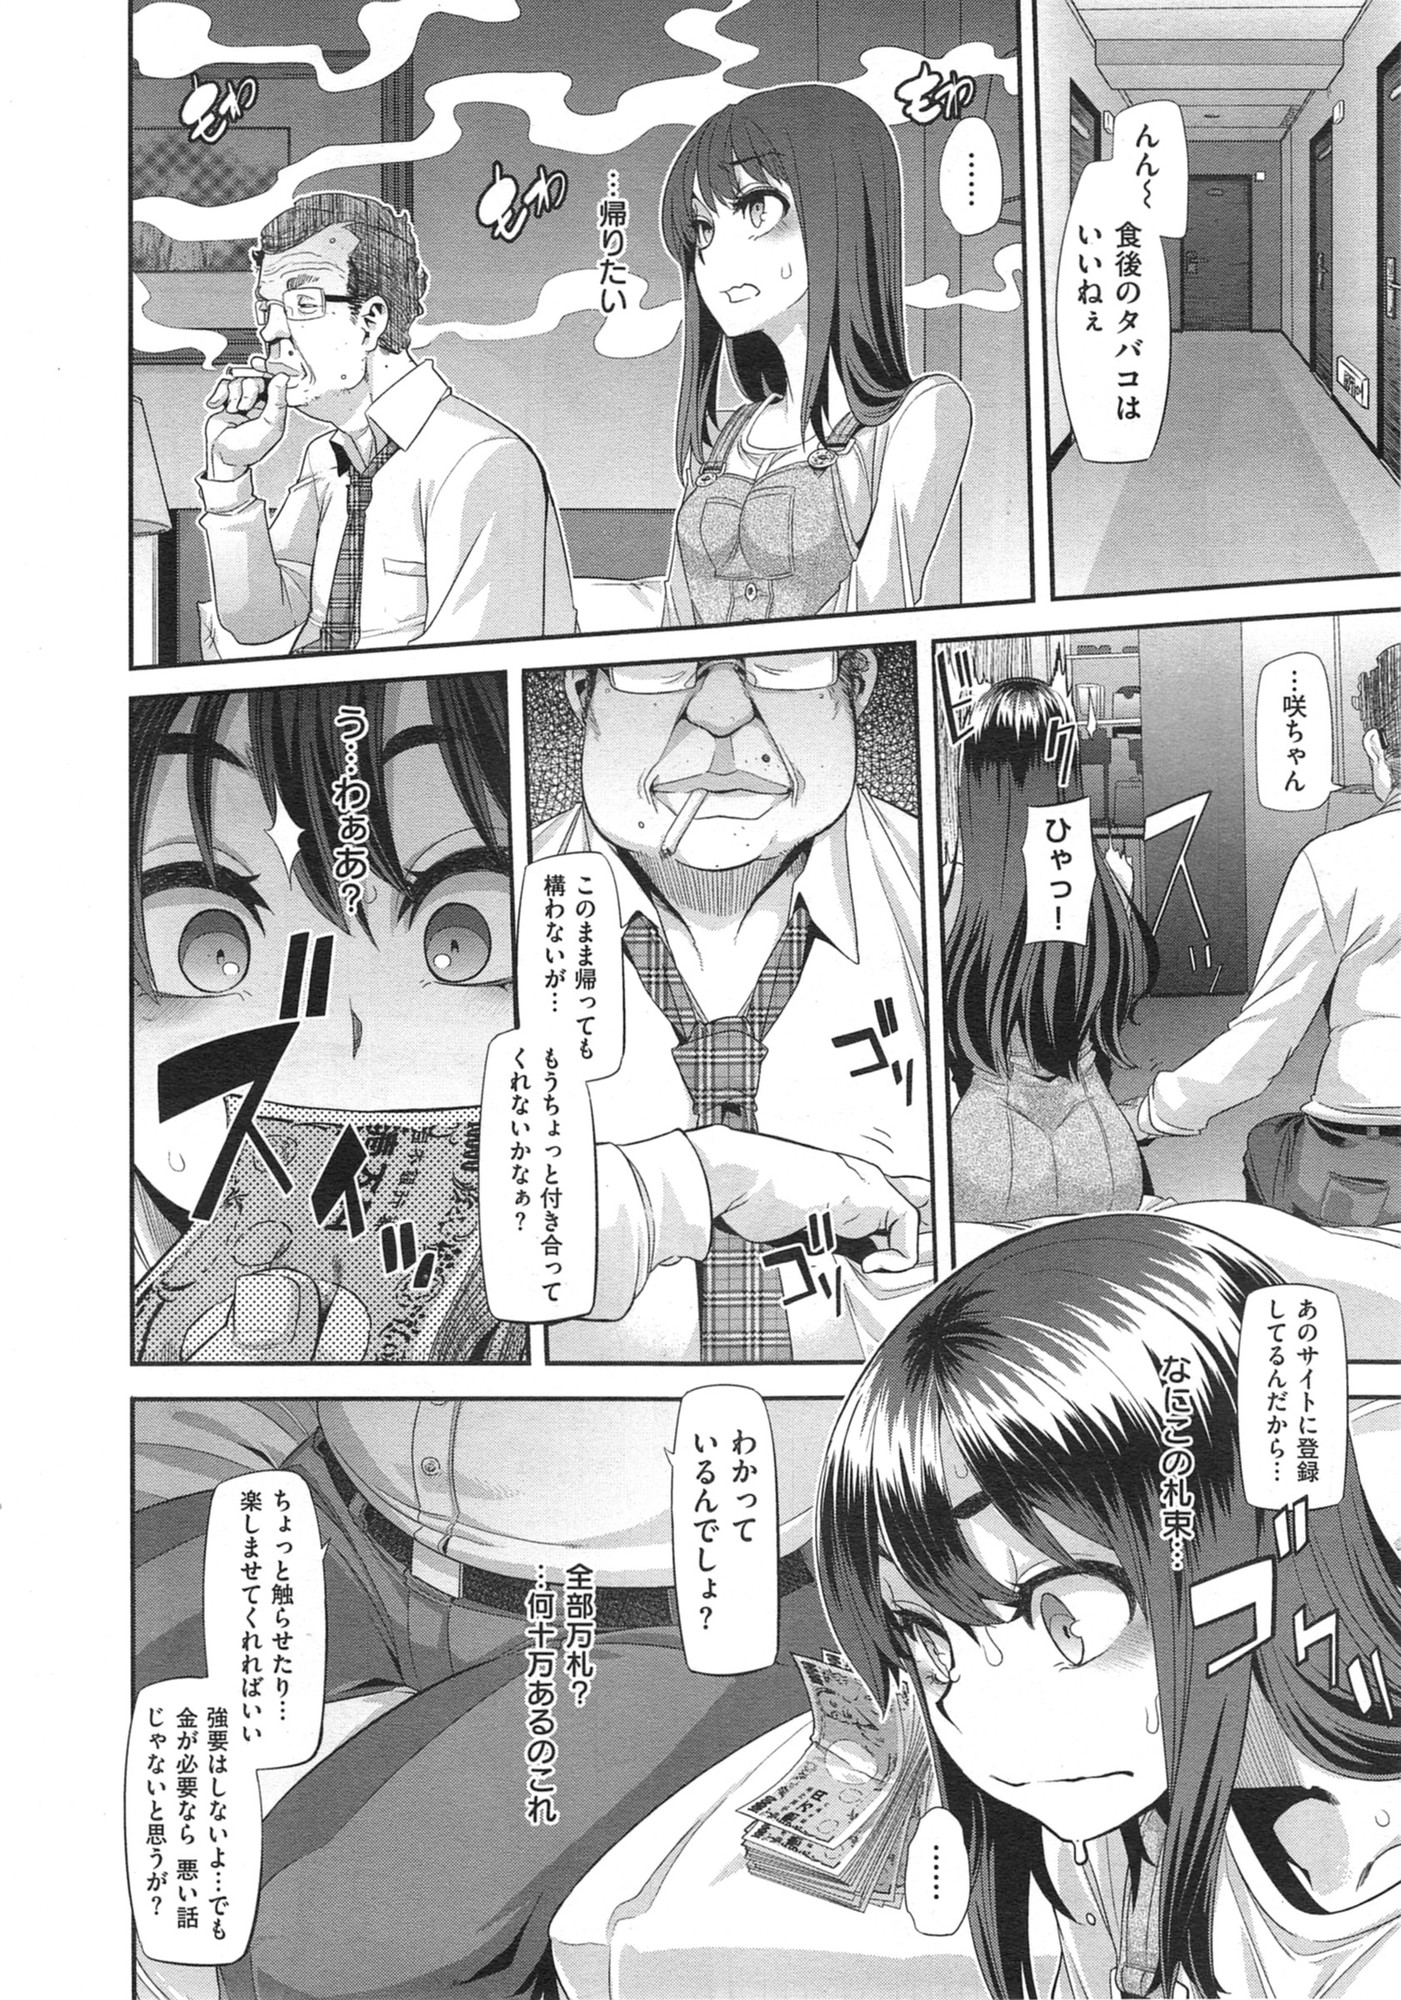 んん〜
食後のタバコは
いいねぇ
……
もわ
もわ
もわ
…帰りたい
…咲ちゃん
ス
ひゃっ！
ビクッ
このまま帰っても
構わないが…
もうちょっと付き合って
くれないかなぁ？
ゴソ
ゴソ
う…わぁあ？
ズイッ
あのサイトに登録
してるんだから…
なにこの札束…
わかって
いるんでしょ？
全部万札？
…何十万あるのこれ
……
ちょっと触らせたり…
楽しませてくれればいい
強要はしないよ…でも
金が必要なら 悪い話
じゃないと思うが？